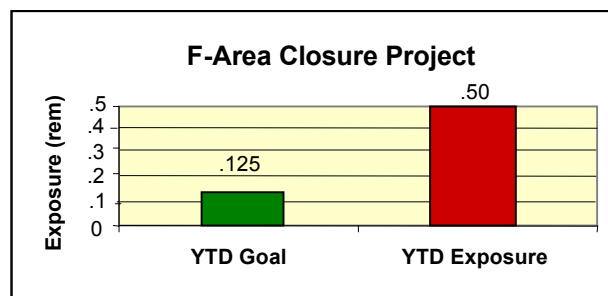 F-Area Closure Project
Exposure (rem)
.5
.4
.3
.2
.1
0
.125
.50
YTD Goal
YTD Exposure